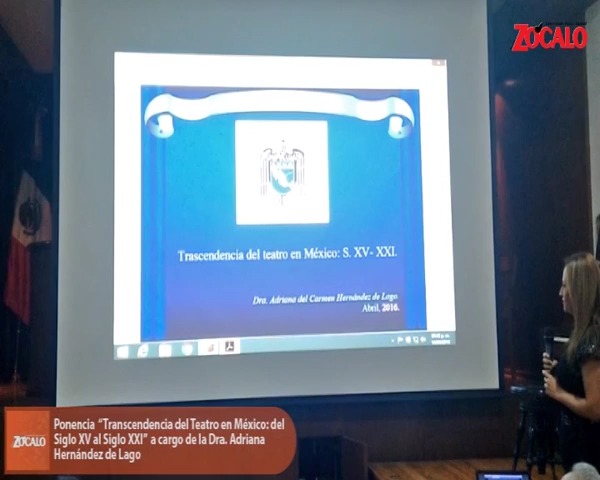 ZÓCALO
Trascendencia del teatro en México: S. XV- XXI.
Dra. Adriana del Carmen Hernández de Lago
Abril, 2016.
ZÓCALO
Ponencia “Transcendencia del Teatro en México: del
Siglo XV al Siglo XXI” a cargo de la Dra. Adriana
Hernández de Lago